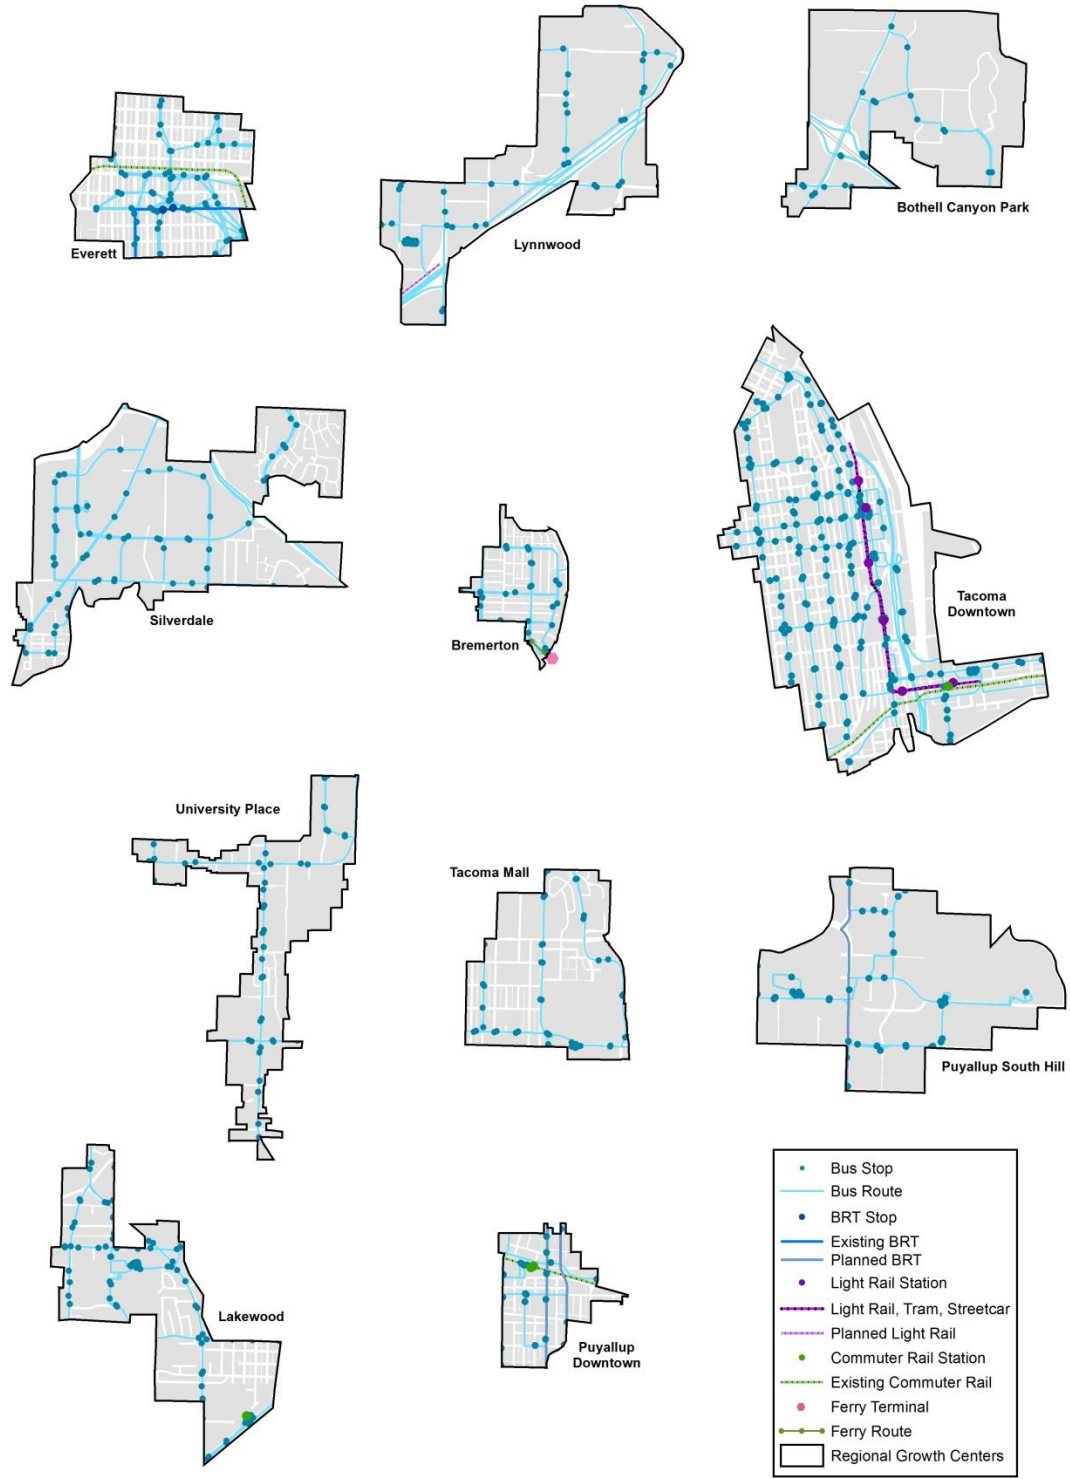 Everett
Lynnwood
Bothell Canyon Park
Silverdale
Bremerton
Tacoma
Downtown
University Place
Tacoma Mall
Puyallup South Hill
Lakewood
Puyallup
Downtown
Bus Stop
Bus Route
BRT Stop
Existing BRT
Planned BRT
Light Rail Station
Light Rail, Tram, Streetcar
Planned Light Rail
Commuter Rail Station
Existing Commuter Rail
Ferry Terminal
Ferry Route
Regional Growth Centers